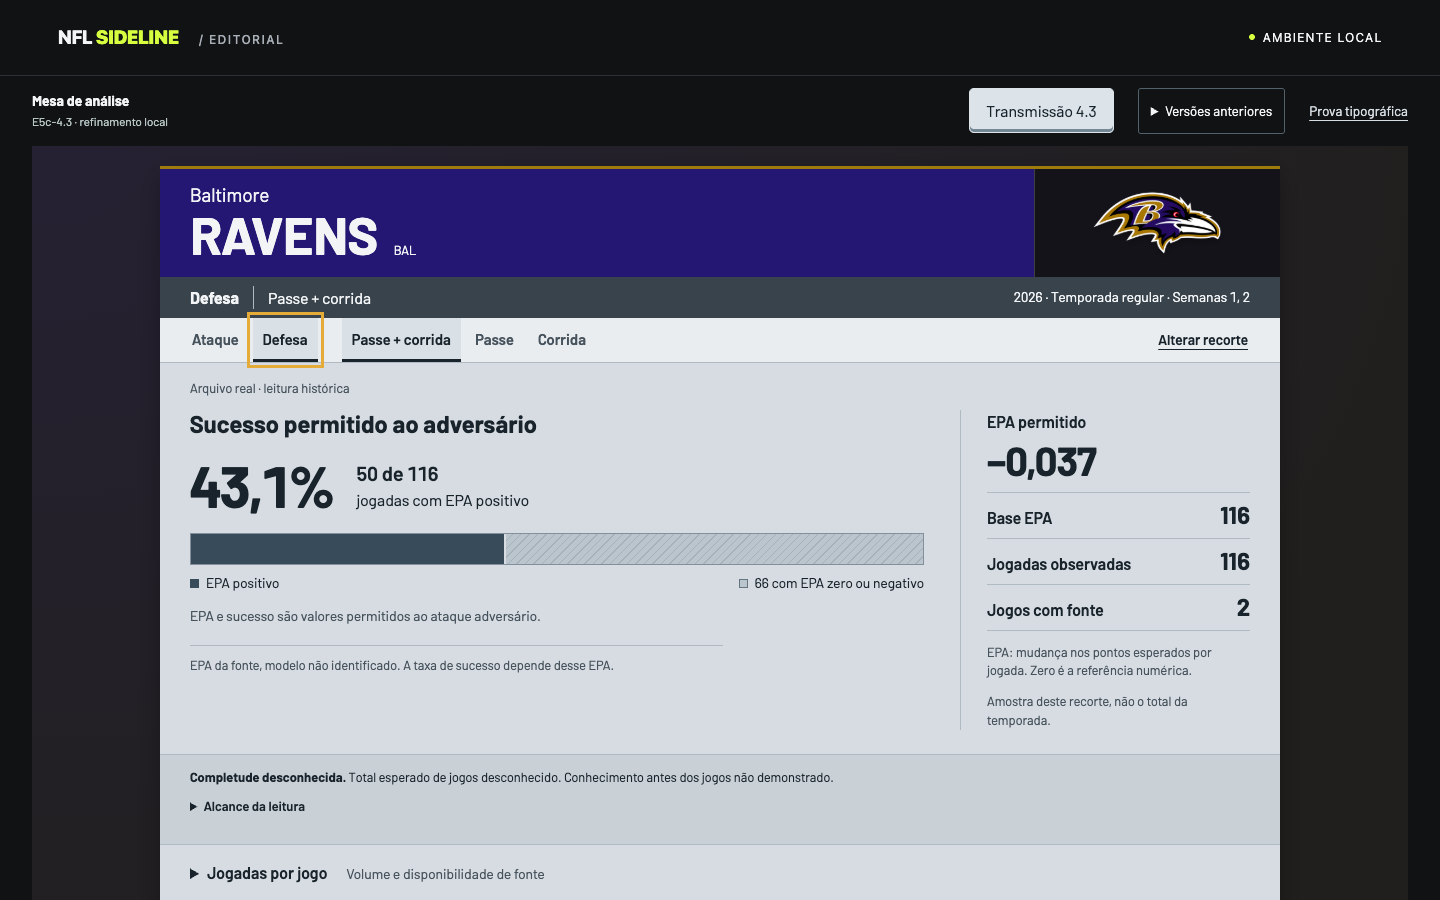 NFL SIDELINE / EDITORIAL
AMBIENTE LOCAL
Mesa de análise
E5c-4.3 · refinamento local
Transmissão 4.3
Versões anteriores
Prova tipográfica
Baltimore
RAVENS BAL
B
Defesa Passe + corrida
2026 · Temporada regular · Semanas 1, 2
Ataque Defesa Passe + corrida Passe Corrida
Alterar recorte
Arquivo real · leitura histórica
Sucesso permitido ao adversário
43,1%
50 de 116
jogadas com EPA positivo
EPA positivo
66 com EPA zero ou negativo
EPA e sucesso são valores permitidos ao ataque adversário.
EPA da fonte, modelo não identificado. A taxa de sucesso depende desse EPA.
EPA permitido
−0,037
Base EPA 116
Jogadas observadas 116
Jogos com fonte 2
EPA: mudança nos pontos esperados por
jogada. Zero é a referência numérica.
Amostra deste recorte, não o total da
temporada.
Completude desconhecida. Total esperado de jogos desconhecido. Conhecimento antes dos jogos não demonstrado.
Alcance da leitura
Jogadas por jogo Volume e disponibilidade de fonte